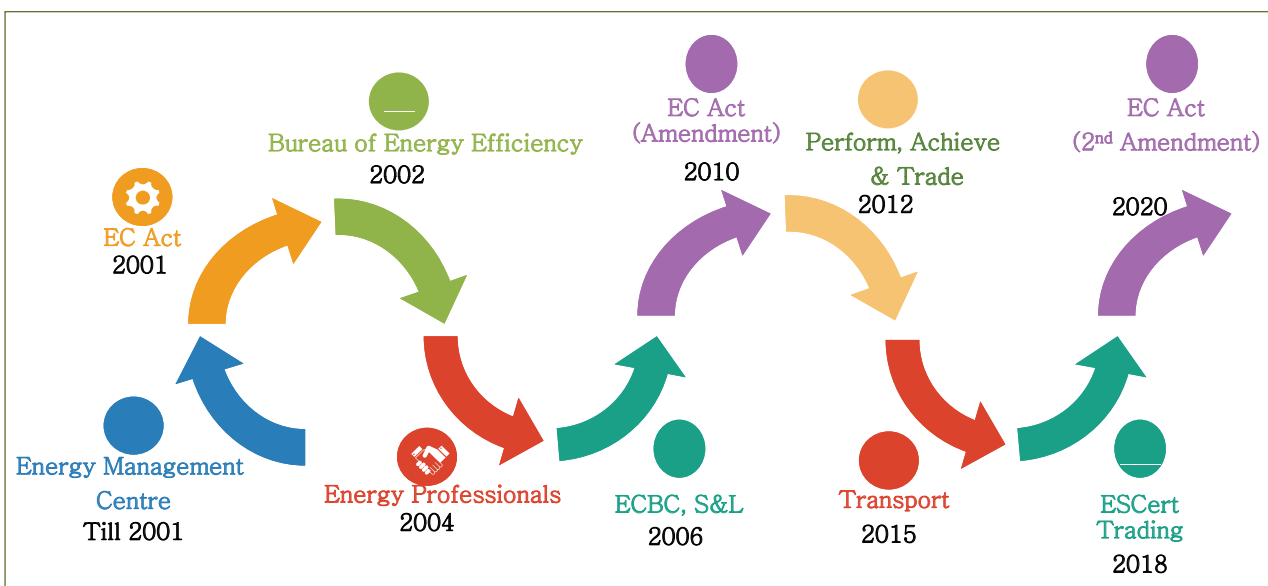 Energy Management
Centre
Till 2001
EC Act
2001
Bureau of Energy Efficiency
2002
Energy Professionals
2004
ECBC, S&L
2006
EC Act
(Amendment)
2010
Perform, Achieve
& Trade
2012
Transport
2015
ESCert
Trading
2018
EC Act
(2nd Amendment)
2020